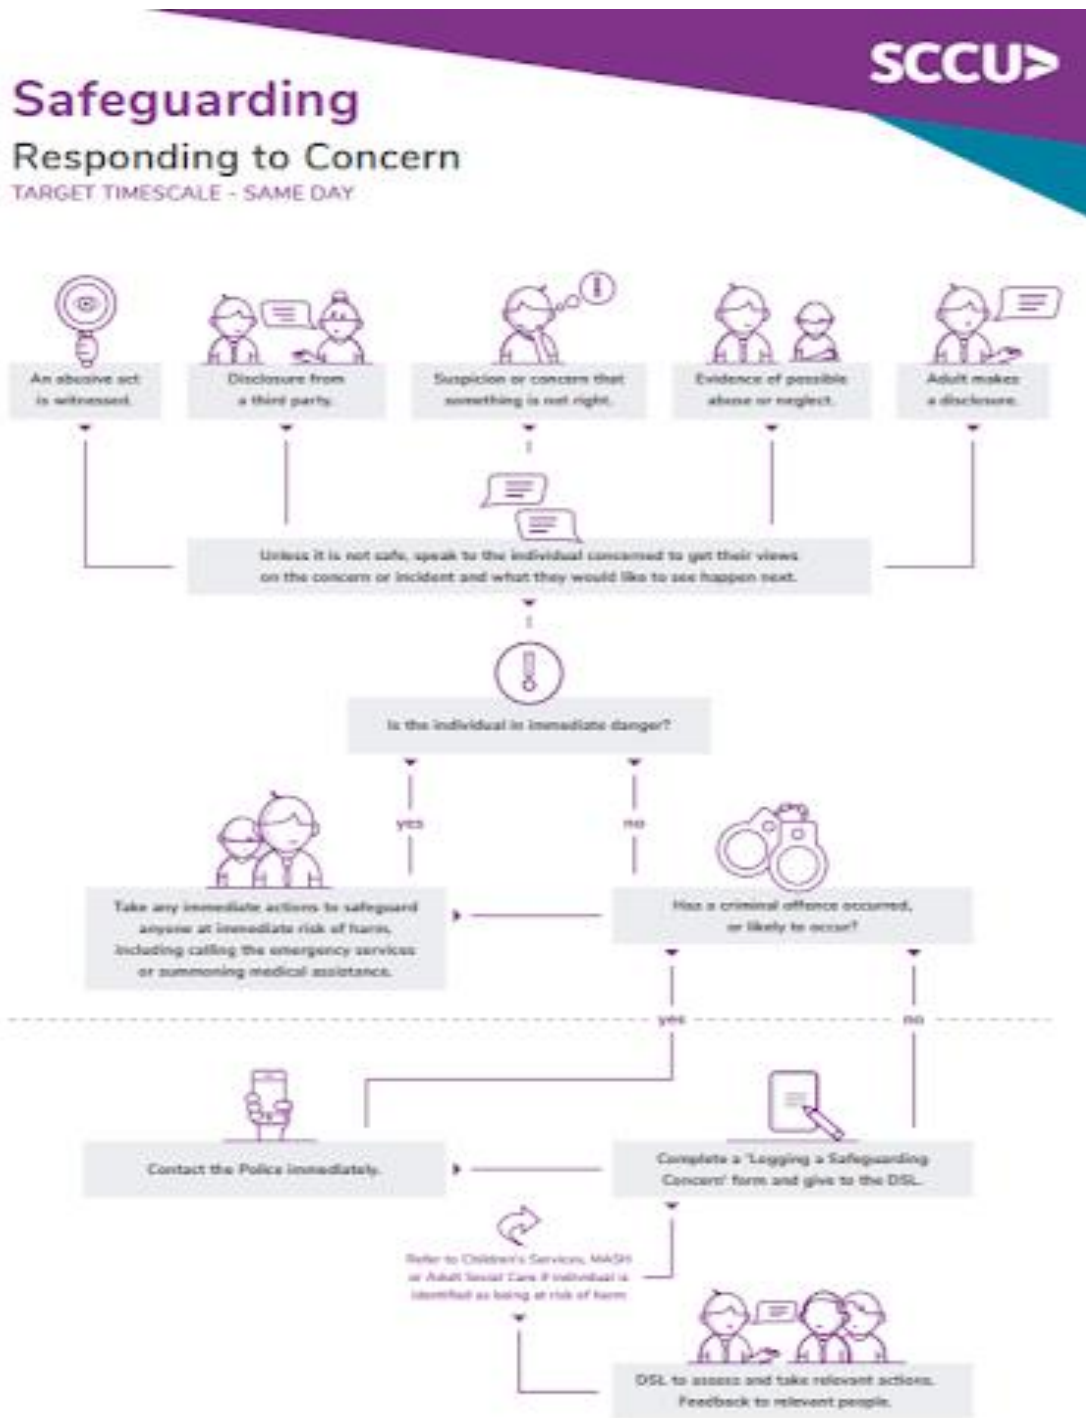 SCCU>
Safeguarding
Responding to Concern
TARGET TIMESCALE - SAME DAY
An abusive act
is witnessed.
Disclosure from
a third party.
Suspicion or concern that
something is not right.
Evidence of possible
abuse or neglect.
Adult makes
a disclosure.
Unless it is not safe, speak to the individual concerned to get their views
on the concern or incident and what they would like to see happen next.
Is the individual in immediate danger?
yes
no
Take any immediate actions to safeguard
anyone at immediate risk of harm,
including calling the emergency services
or summoning medical assistance.
Has a criminal offence occurred,
or likely to occur?
yes
no
Contact the Police immediately.
Complete a 'Logging a Safeguarding
Concern' form and give to the DSL.
Refer to Children's Services, MASH
or Adult Social Care if individual is
identified as being at risk of harm
DSL to assess and take relevant actions.
Feedback to relevant people.